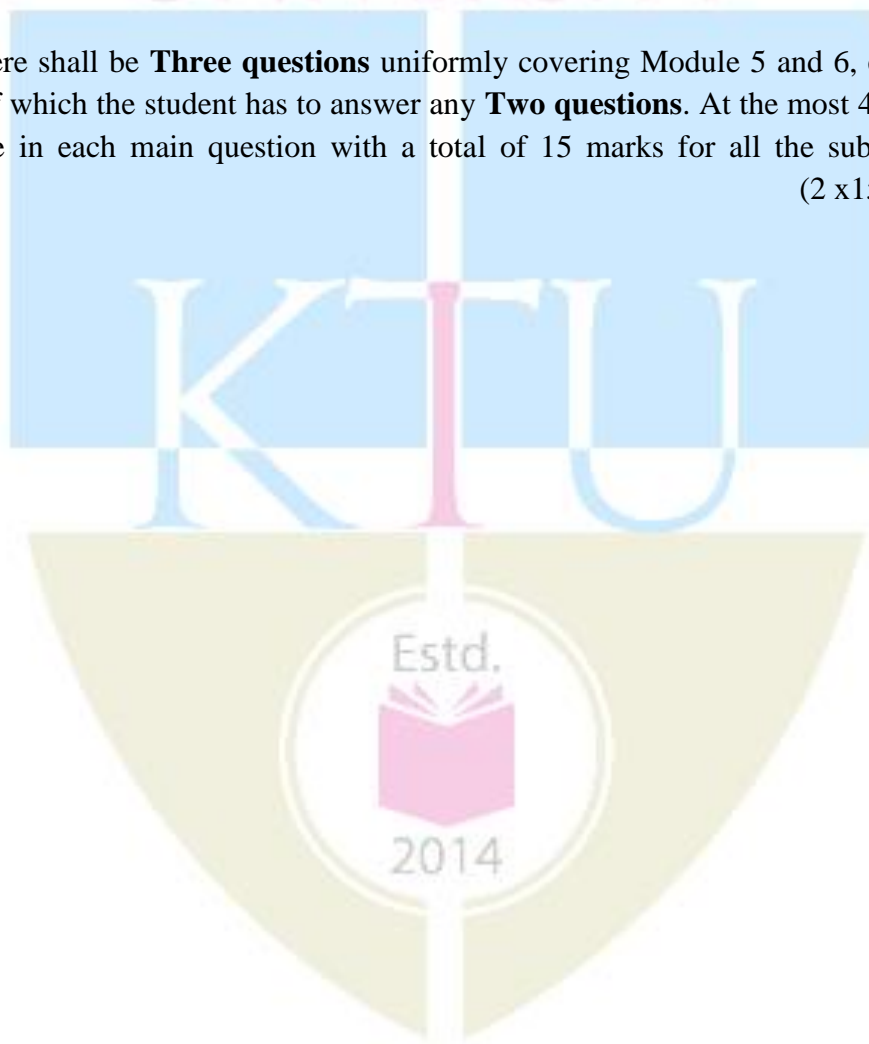 ere shall be Three questions uniformly covering Module 5 and 6,
f which the student has to answer any Two questions. At the most 4
e in each main question with a total of 15 marks for all the sub
(2 x1
KTU
Estd.
2014